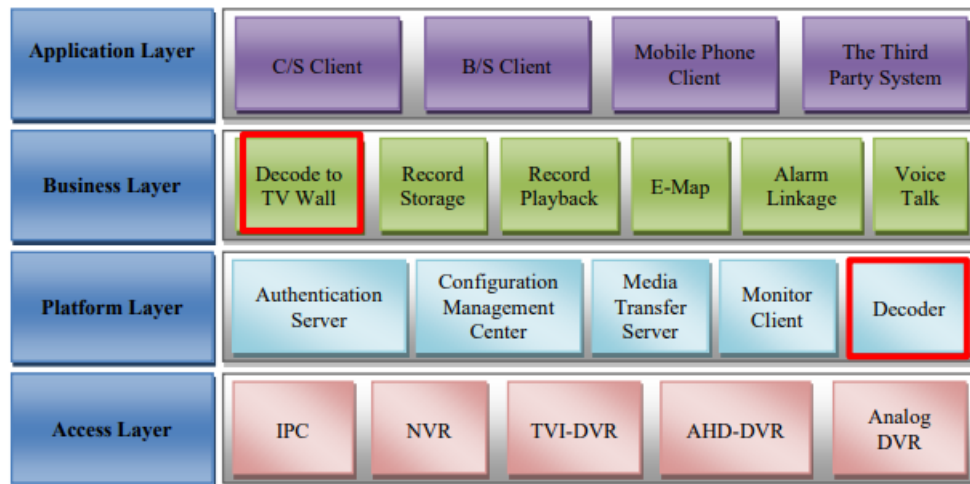 Application Layer
C/S Client
B/S Client
Mobile Phone
Client
The Third
Party System
Business Layer
Decode to
TV Wall
Record
Storage
Record
Playback
E-Map
Alarm
Linkage
Voice
Talk
Platform Layer
Authentication
Server
Configuration
Management
Center
Media
Transfer
Server
Monitor
Client
Decoder
Access Layer
IPC
NVR
TVI-DVR
AHD-DVR
Analog
DVR